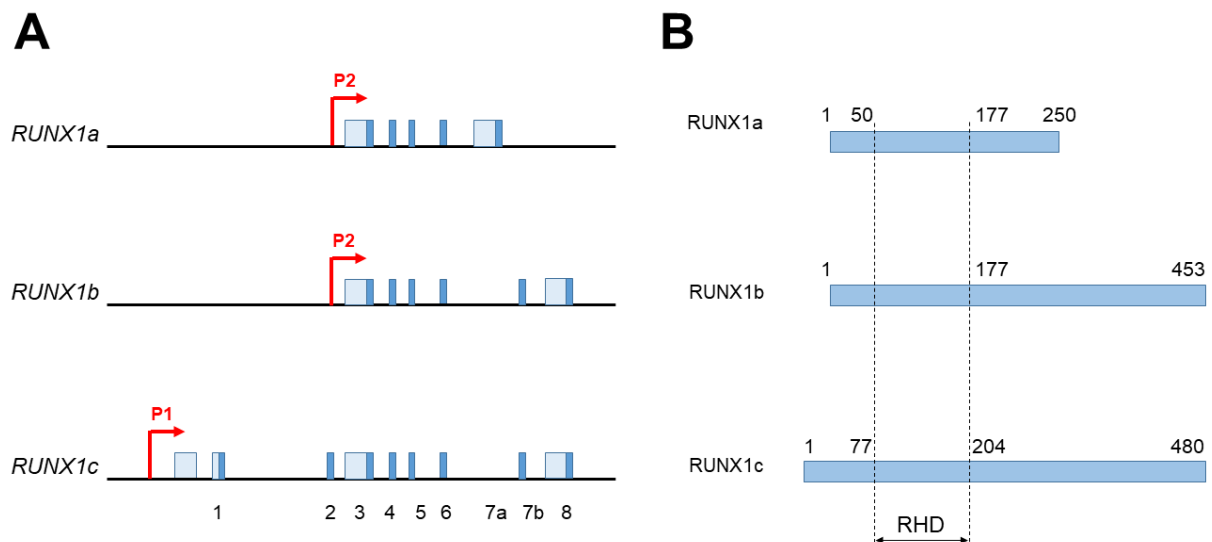 A
P2
RUNX1a
P2
RUNX1b
P1
RUNX1c
1 2 3 4 5 6 7a 7b 8
B
1 50 177 250
RUNX1a
1 177 453
RUNX1b
1 77 204 480
RUNX1c
RHD